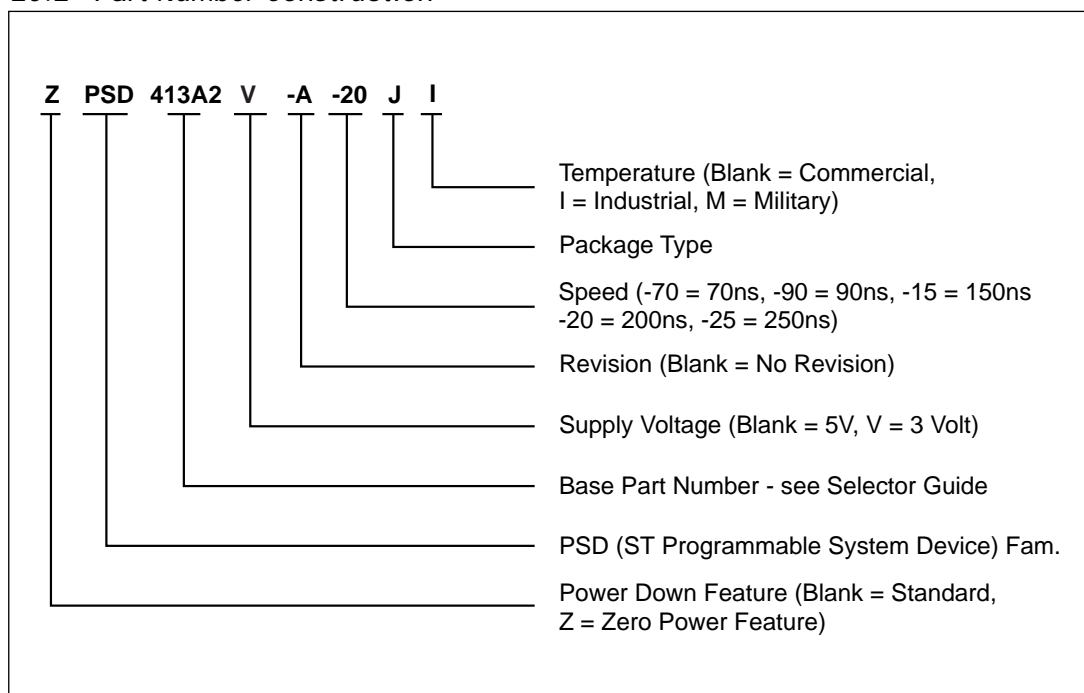 Z PSD 413A2 V -A -20 J I
Temperature (Blank = Commercial,
I = Industrial, M = Military)
Package Type
Speed (-70 = 70ns, -90 = 90ns, -15 = 150ns
-20 = 200ns, -25 = 250ns)
Revision (Blank = No Revision)
Supply Voltage (Blank = 5V, V = 3 Volt)
Base Part Number - see Selector Guide
PSD (ST Programmable System Device) Fam.
Power Down Feature (Blank = Standard,
Z = Zero Power Feature)